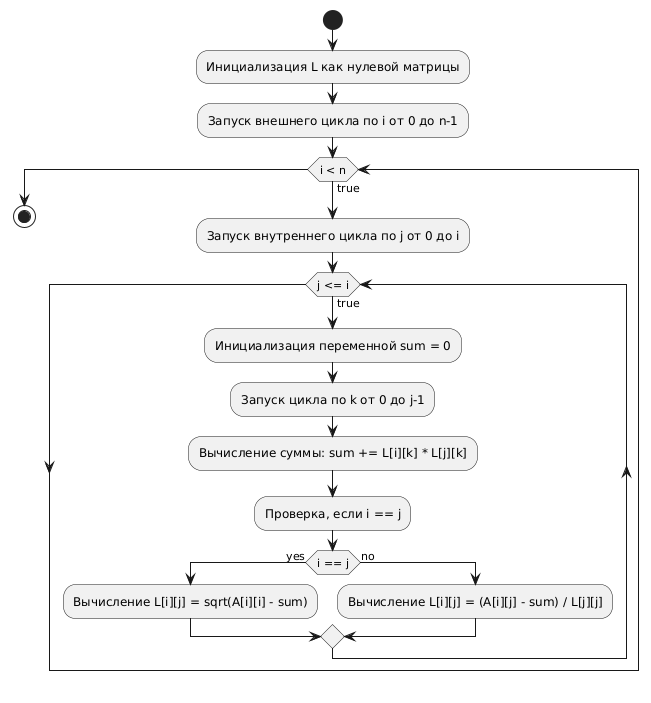 Инициализация L как нулевой матрицы
Запуск внешнего цикла по i от 0 до n-1
i < n
true
Запуск внутреннего цикла по j от 0 до i
j <= i
true
Инициализация переменной sum = 0
Запуск цикла по k от 0 до j-1
Вычисление суммы: sum += L[i][k] * L[j][k]
Проверка, если i == j
yes
i == j
no
Вычисление L[i][j] = sqrt(A[i][i] - sum)
Вычисление L[i][j] = (A[i][j] - sum) / L[j][j]